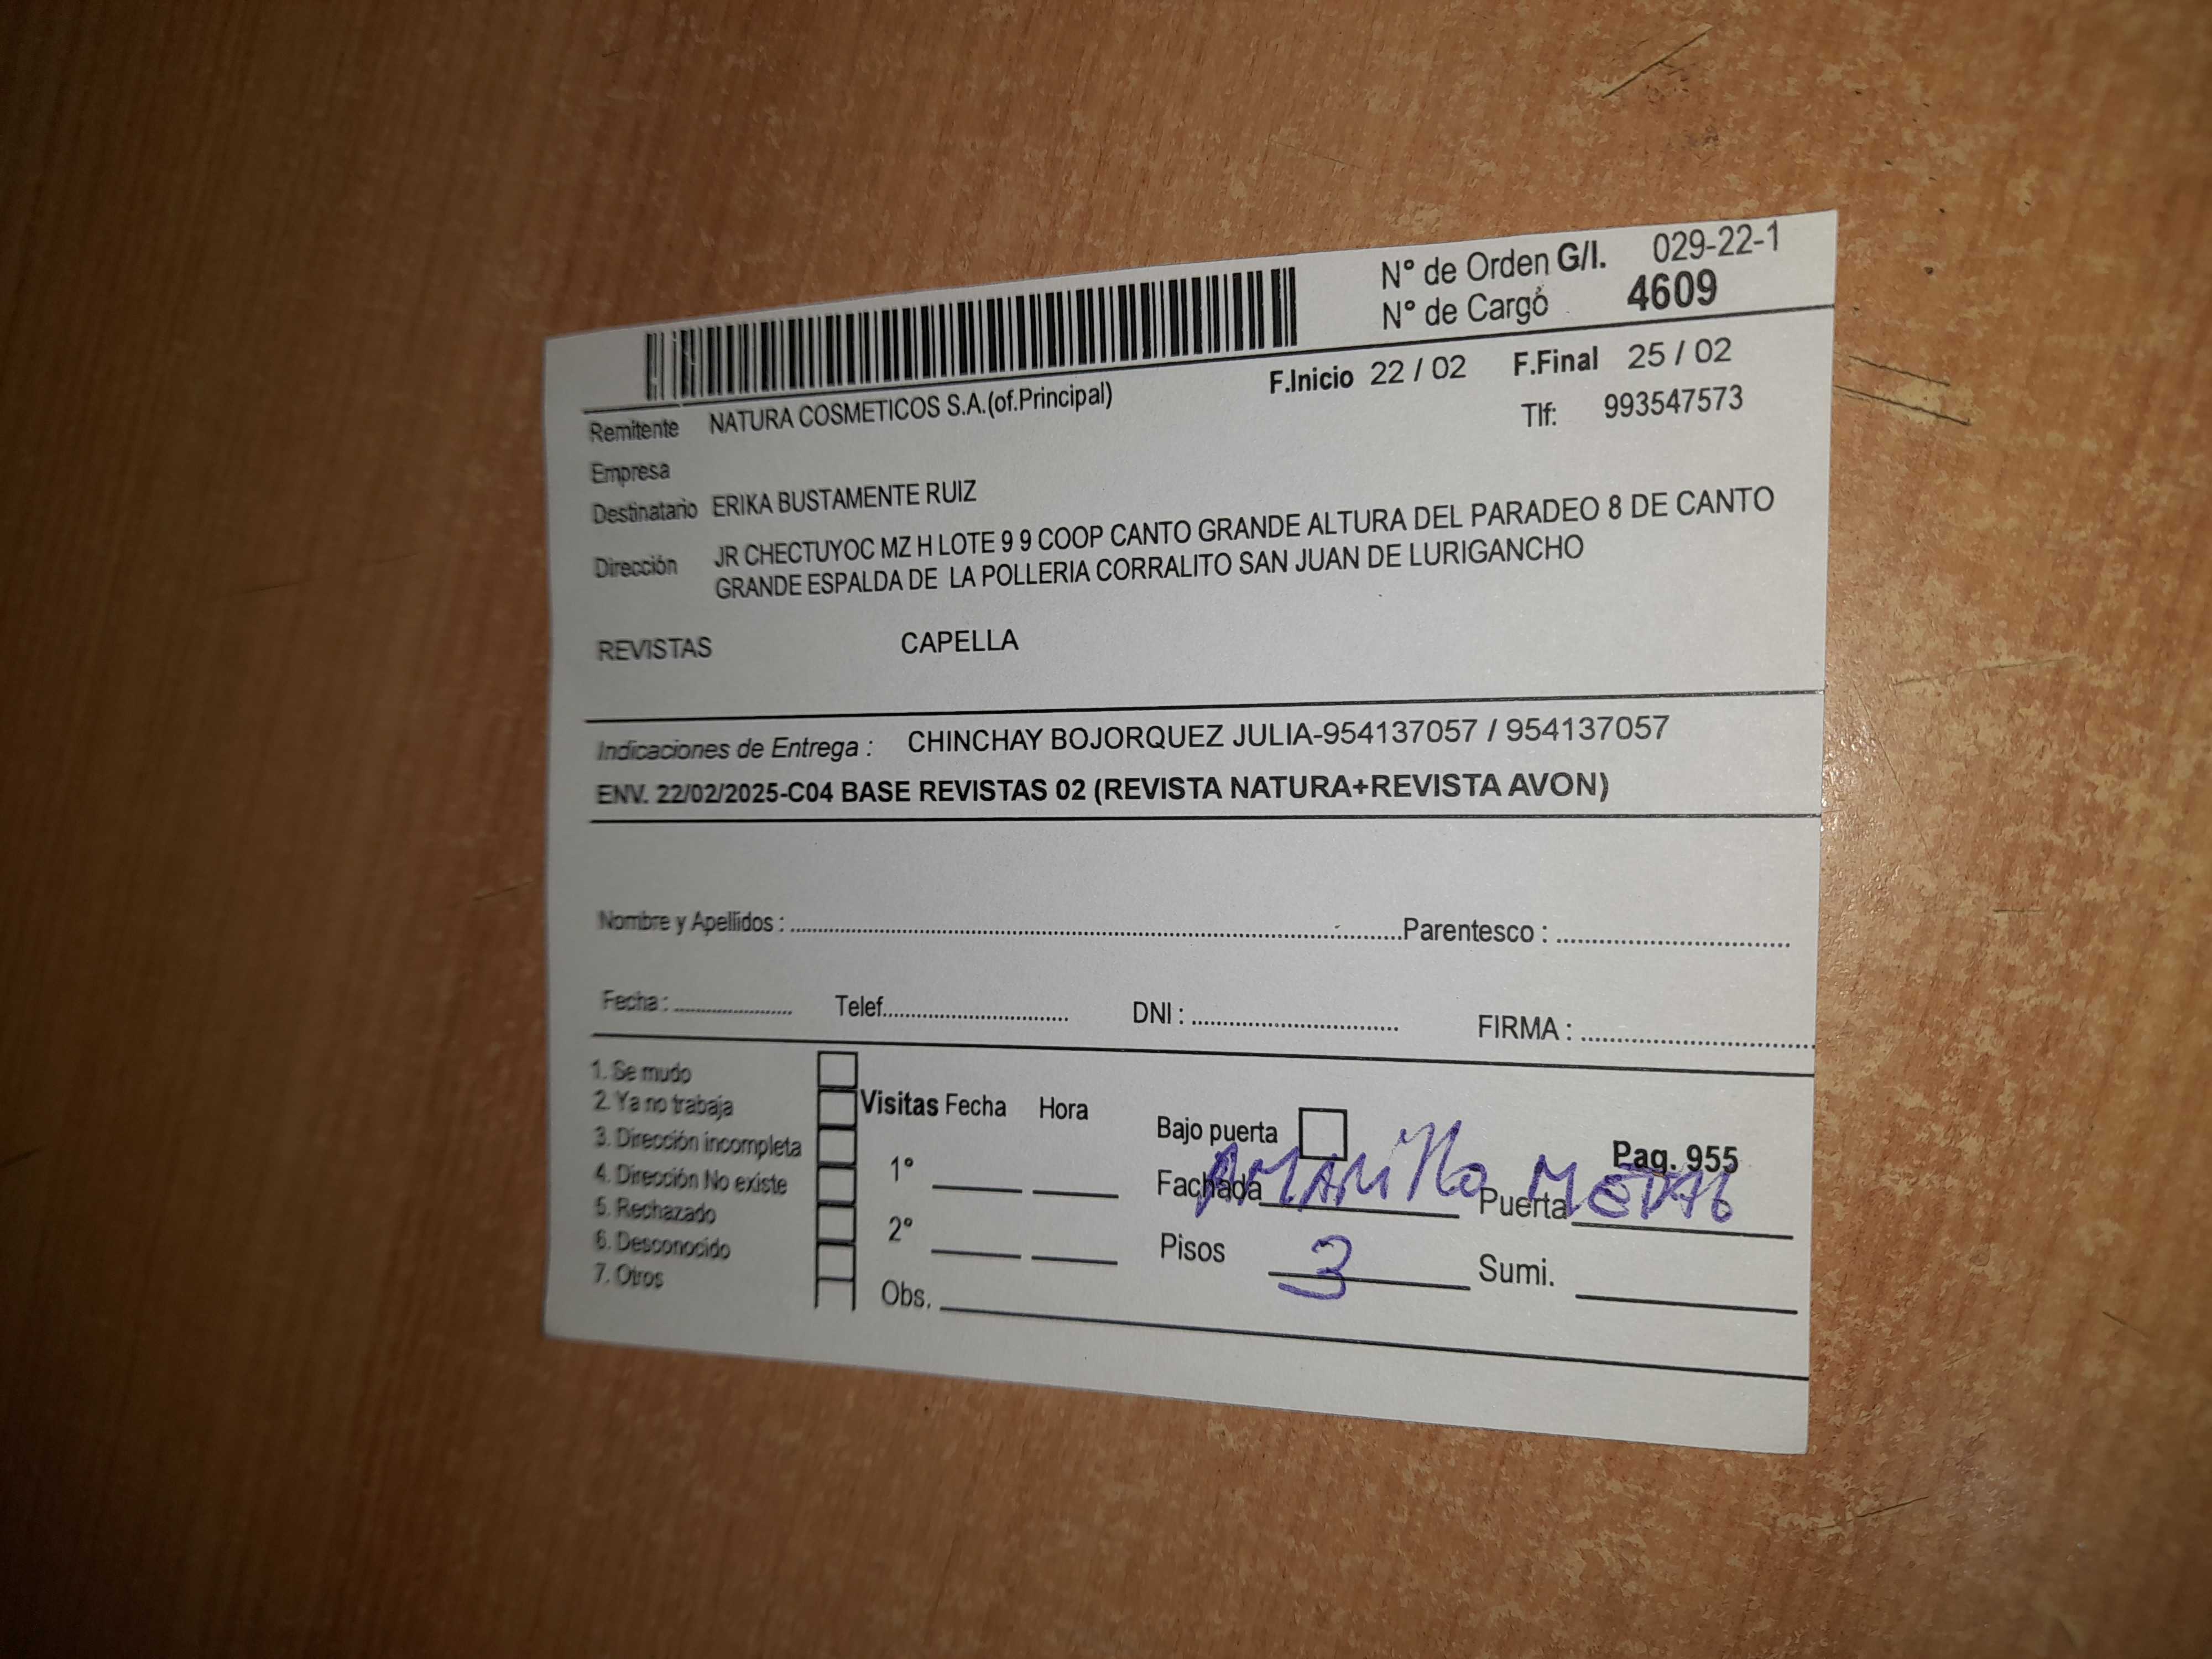 N° de Orden G/I. 029-22-1
N° de Cargo 4609
F.Inicio 22 / 02 F.Final 25 / 02
Remitente NATURA COSMETICOS S.A.(of.Principal)
Tlf: 993547573
Empresa
Destinatario ERIKA BUSTAMENTE RUIZ
Dirección JR CHECTUYOC MZ H LOTE 9 9 COOP CANTO GRANDE ALTURA DEL PARADEO 8 DE CANTO
GRANDE ESPALDA DE LA POLLERIA CORRALITO SAN JUAN DE LURIGANCHO
REVISTAS CAPELLA
Indicaciones de Entrega : CHINCHAY BOJORQUEZ JULIA-954137057 / 954137057
ENV. 22/02/2025-C04 BASE REVISTAS 02 (REVISTA NATURA+REVISTA AVON)
Nombre y Apellidos : Parentesco :
Fecha : Telef. DNI : FIRMA :
1. Se mudo
2. Ya no trabaja
3. Dirección incompleta
4. Dirección No existe
5. Rechazado
6. Desconocido
7. Otros
Visitas Fecha Hora
1°
2°
Obs.
Bajo puerta
Pag. 955
Fachada AMARillo Puerta METAL
Pisos 3 Sumi.